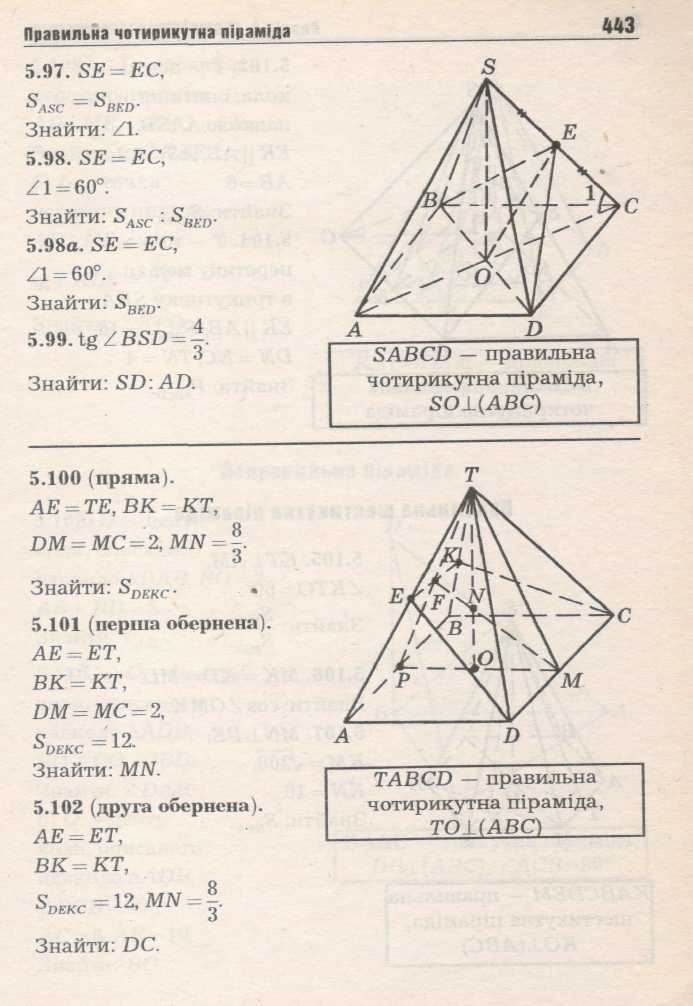 Правильна чотирикутна піраміда
443
5.97. SE = EC,
S_ASC = S_BED.
Знайти: ∠1.
5.98. SE = EC,
∠1 = 60°.
Знайти: S_ASC : S_BED.
5.98а. SE = EC,
∠1 = 60°.
Знайти: S_BED.
5.99. tg ∠BSD = 4/3.
Знайти: SD : AD.
S
E
B
1
C
O
A
D
SABCD — правильна
чотирикутна піраміда,
SO⊥(ABC)
5.100 (пряма).
AE = TE, BK = KT,
DM = MC = 2, MN = 8/3.
Знайти: S_DEKC.
5.101 (перша обернена).
AE = ET,
BK = KT,
DM = MC = 2,
S_DEKC = 12.
Знайти: MN.
5.102 (друга обернена).
AE = ET,
BK = KT,
S_DEKC = 12, MN = 8/3.
Знайти: DC.
T
K
E
F
N
B
C
P
O
M
A
D
TABCD — правильна
чотирикутна піраміда,
TO⊥(ABC)